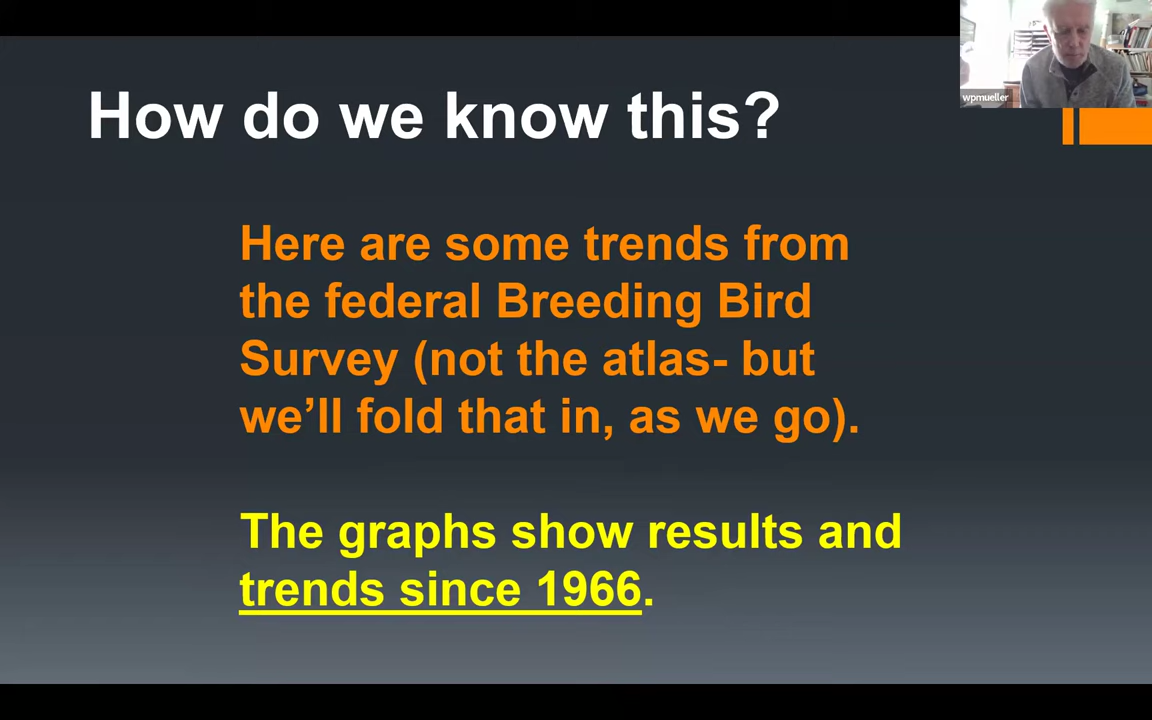 How do we know this?
wpmueller
Here are some trends from
the federal Breeding Bird
Survey (not the atlas- but
we’ll fold that in, as we go).
The graphs show results and
trends since 1966.